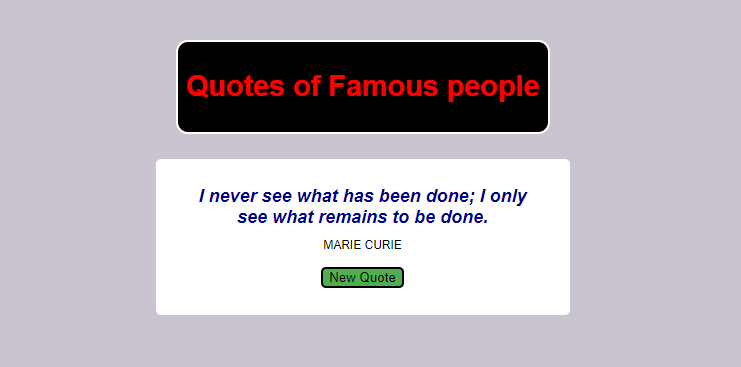 Quotes of Famous people
I never see what has been done; I only
see what remains to be done.
MARIE CURIE
New Quote